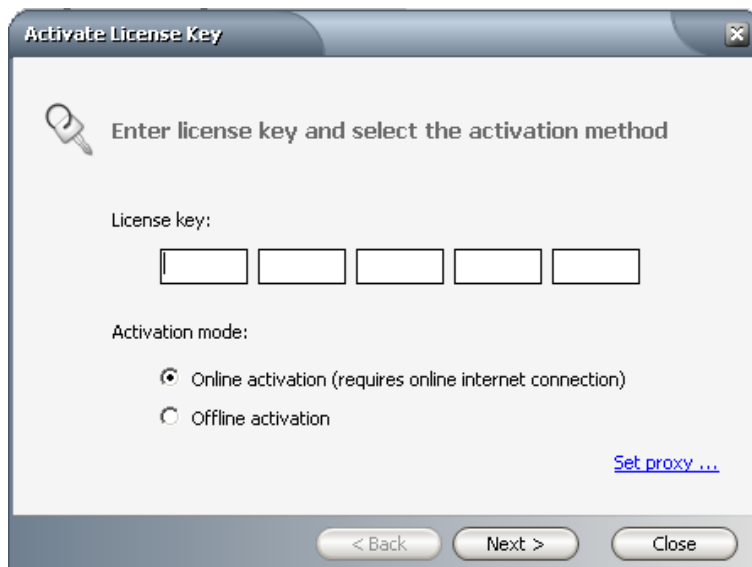 Activate License Key
Enter license key and select the activation method
License key:
Activation mode:
Online activation (requires online internet connection)
Offline activation
Set proxy ...
< Back Next > Close